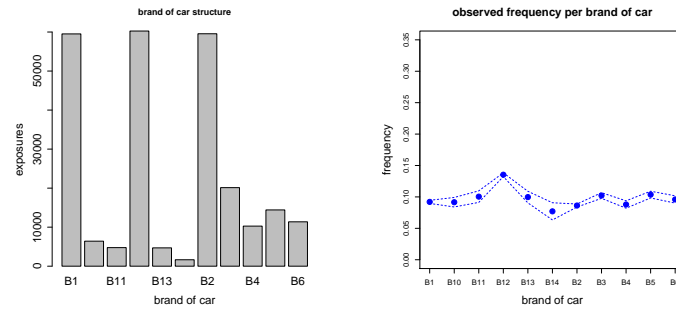 brand of car structure
exposures
0
10000
30000
50000
B1 B11 B13 B2 B4 B6
brand of car
observed frequency per brand of car
frequency
0.00
0.05
0.10
0.15
0.20
0.25
0.30
0.35
B1 B10 B11 B12 B13 B14 B2 B3 B4 B5
brand of car